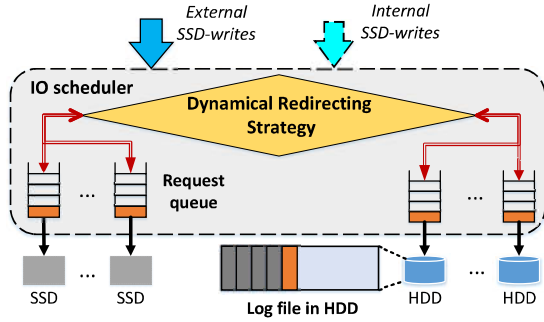 External
SSD-writes
Internal
SSD-writes
IO scheduler
Dynamical Redirecting
Strategy
Request
queue
...
...
SSD
...
SSD
Log file in HDD
HDD
...
HDD